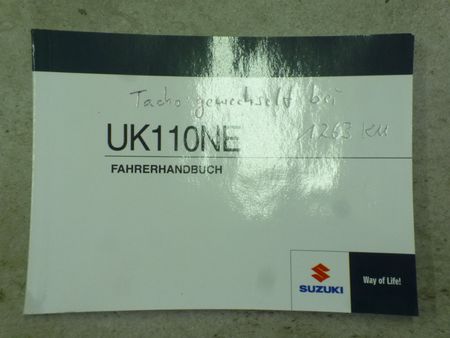 Tacho gewechselt bei
1263 KM
UK110NE
FAHRERHANDBUCH
SUZUKI
Way of Life!